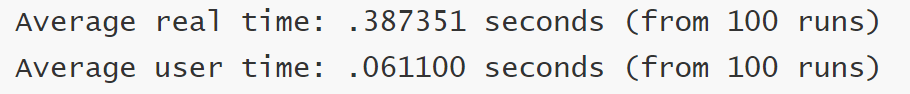 Average real time: .387351 seconds (from 100 runs)
Average user time: .061100 seconds (from 100 runs)